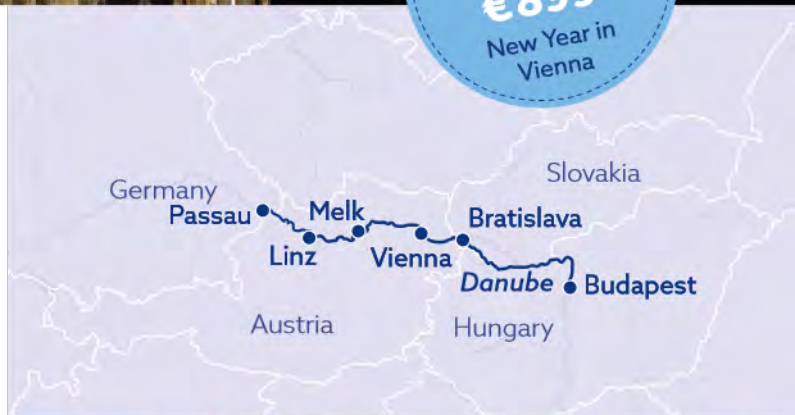 New Year in
Vienna
Slovakia
Germany
Passau
Melk
Bratislava
Linz
Vienna
Danube
Budapest
Austria
Hungary